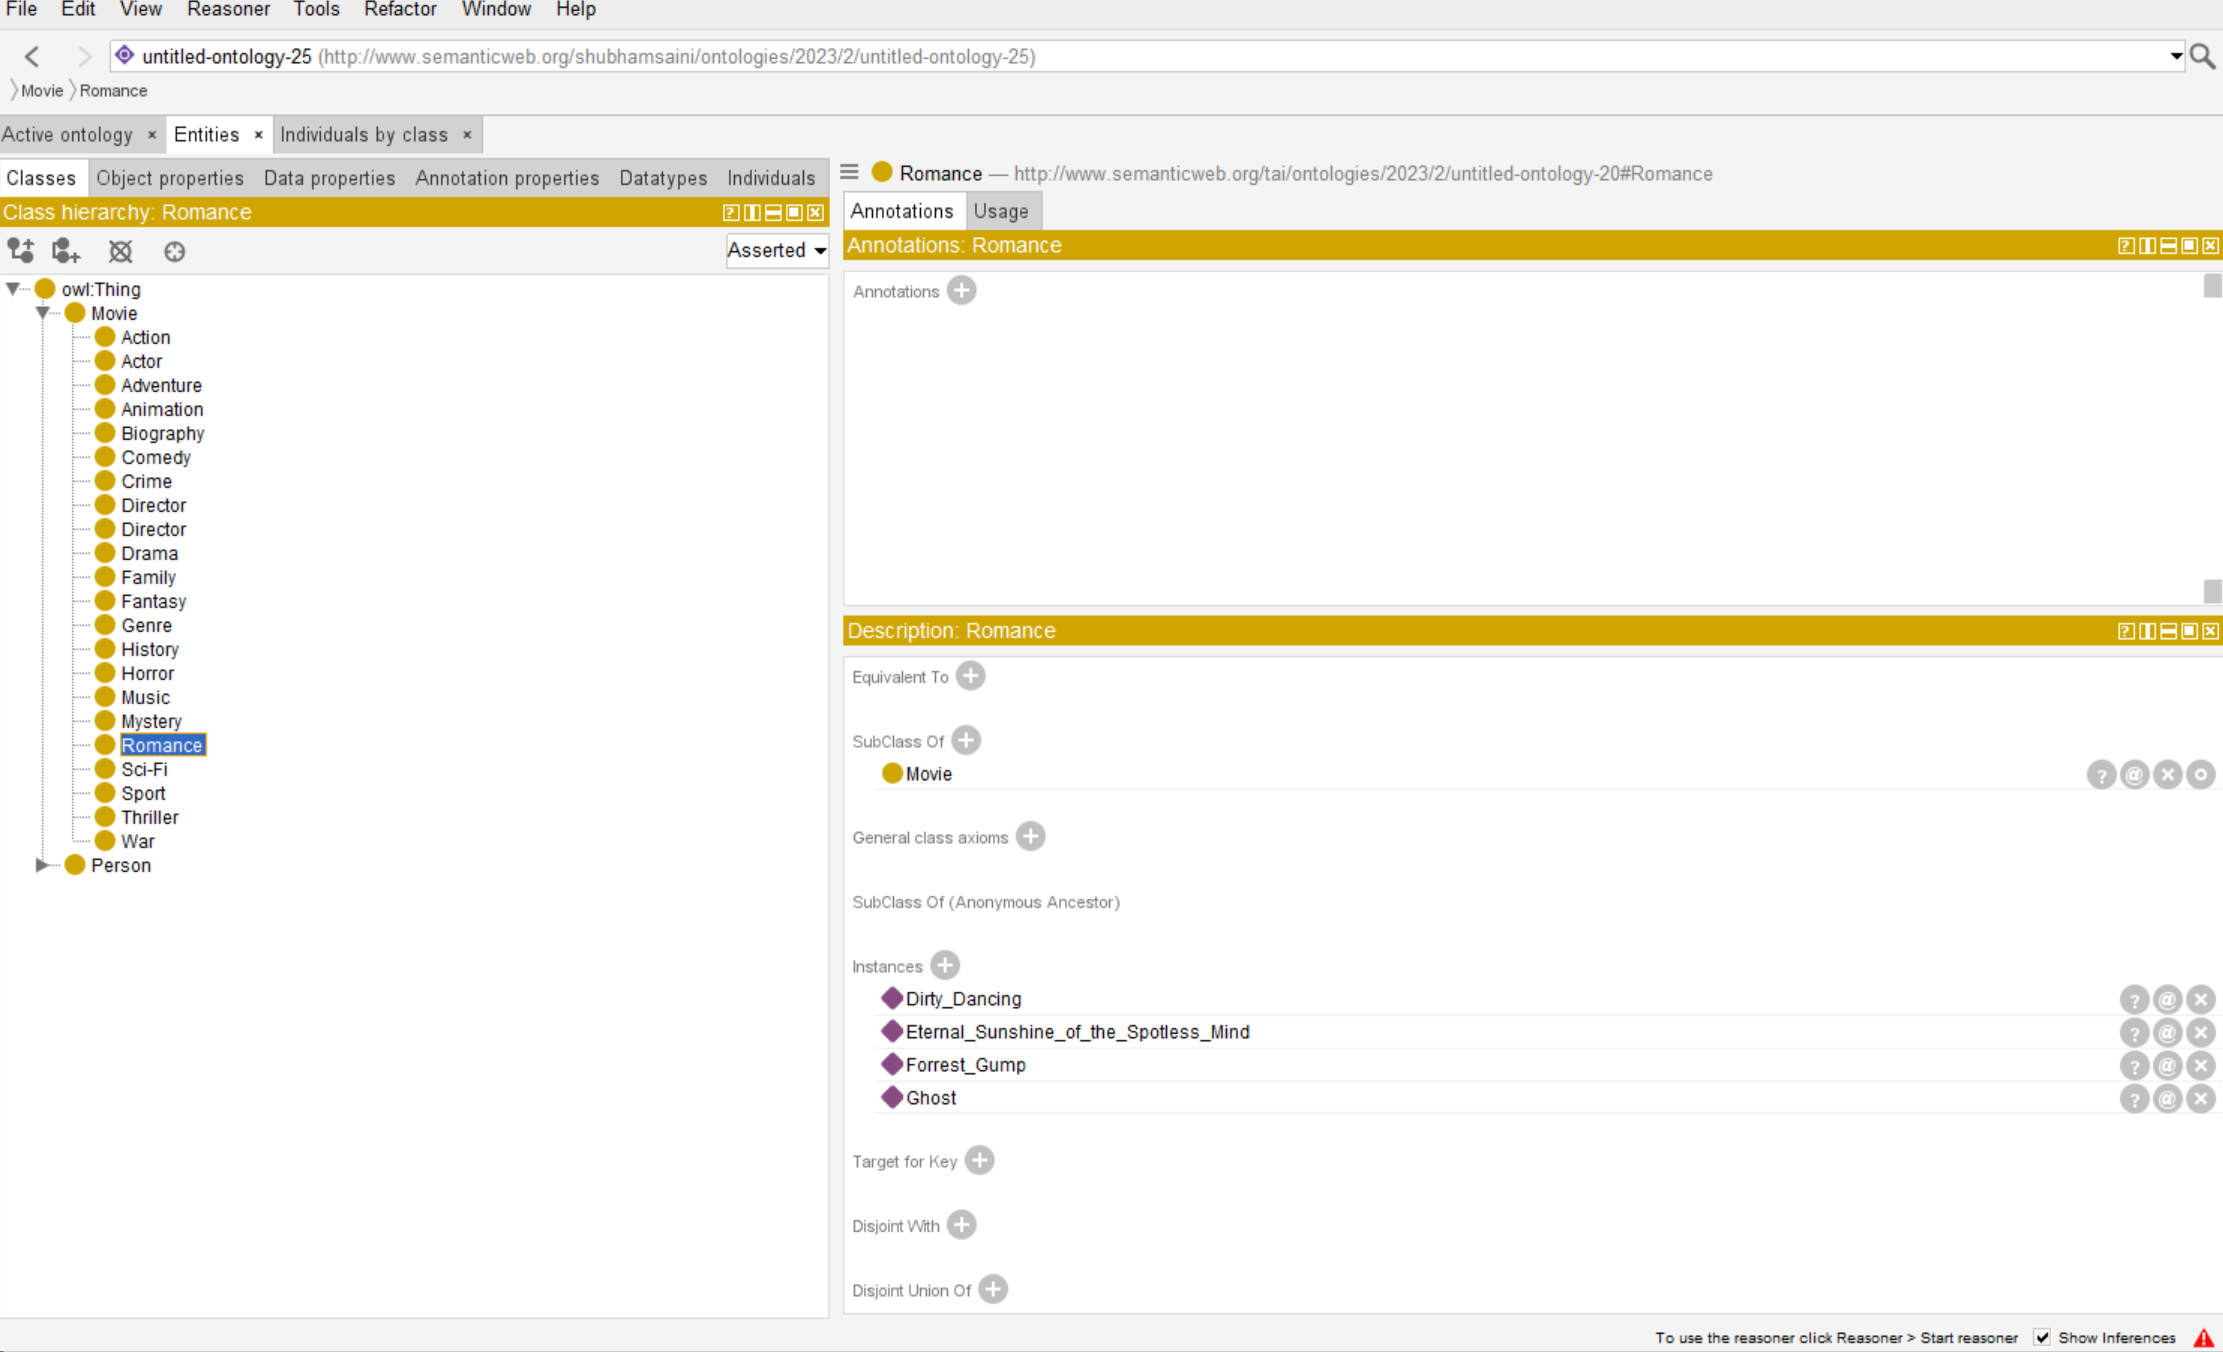 File Edit View Reasoner Tools Refactor Window Help
untitled-ontology-25 (http://www.semanticweb.org/shubhamsaini/ontologies/2023/2/untitled-ontology-25)
Movie Romance
Active ontology × Entities × Individuals by class ×
Classes Object properties Data properties Annotation properties Datatypes Individuals
Class hierarchy: Romance
Asserted
owl:Thing
Movie
Action
Actor
Adventure
Animation
Biography
Comedy
Crime
Director
Director
Drama
Family
Fantasy
Genre
History
Horror
Music
Mystery
Romance
Sci-Fi
Sport
Thriller
War
Person
Romance — http://www.semanticweb.org/tai/ontologies/2023/2/untitled-ontology-20#Romance
Annotations Usage
Annotations: Romance
Annotations
Description: Romance
Equivalent To
SubClass Of
Movie
General class axioms
SubClass Of (Anonymous Ancestor)
Instances
Dirty_Dancing
Eternal_Sunshine_of_the_Spotless_Mind
Forrest_Gump
Ghost
Target for Key
Disjoint With
Disjoint Union Of
To use the reasoner click Reasoner > Start reasoner Show Inferences